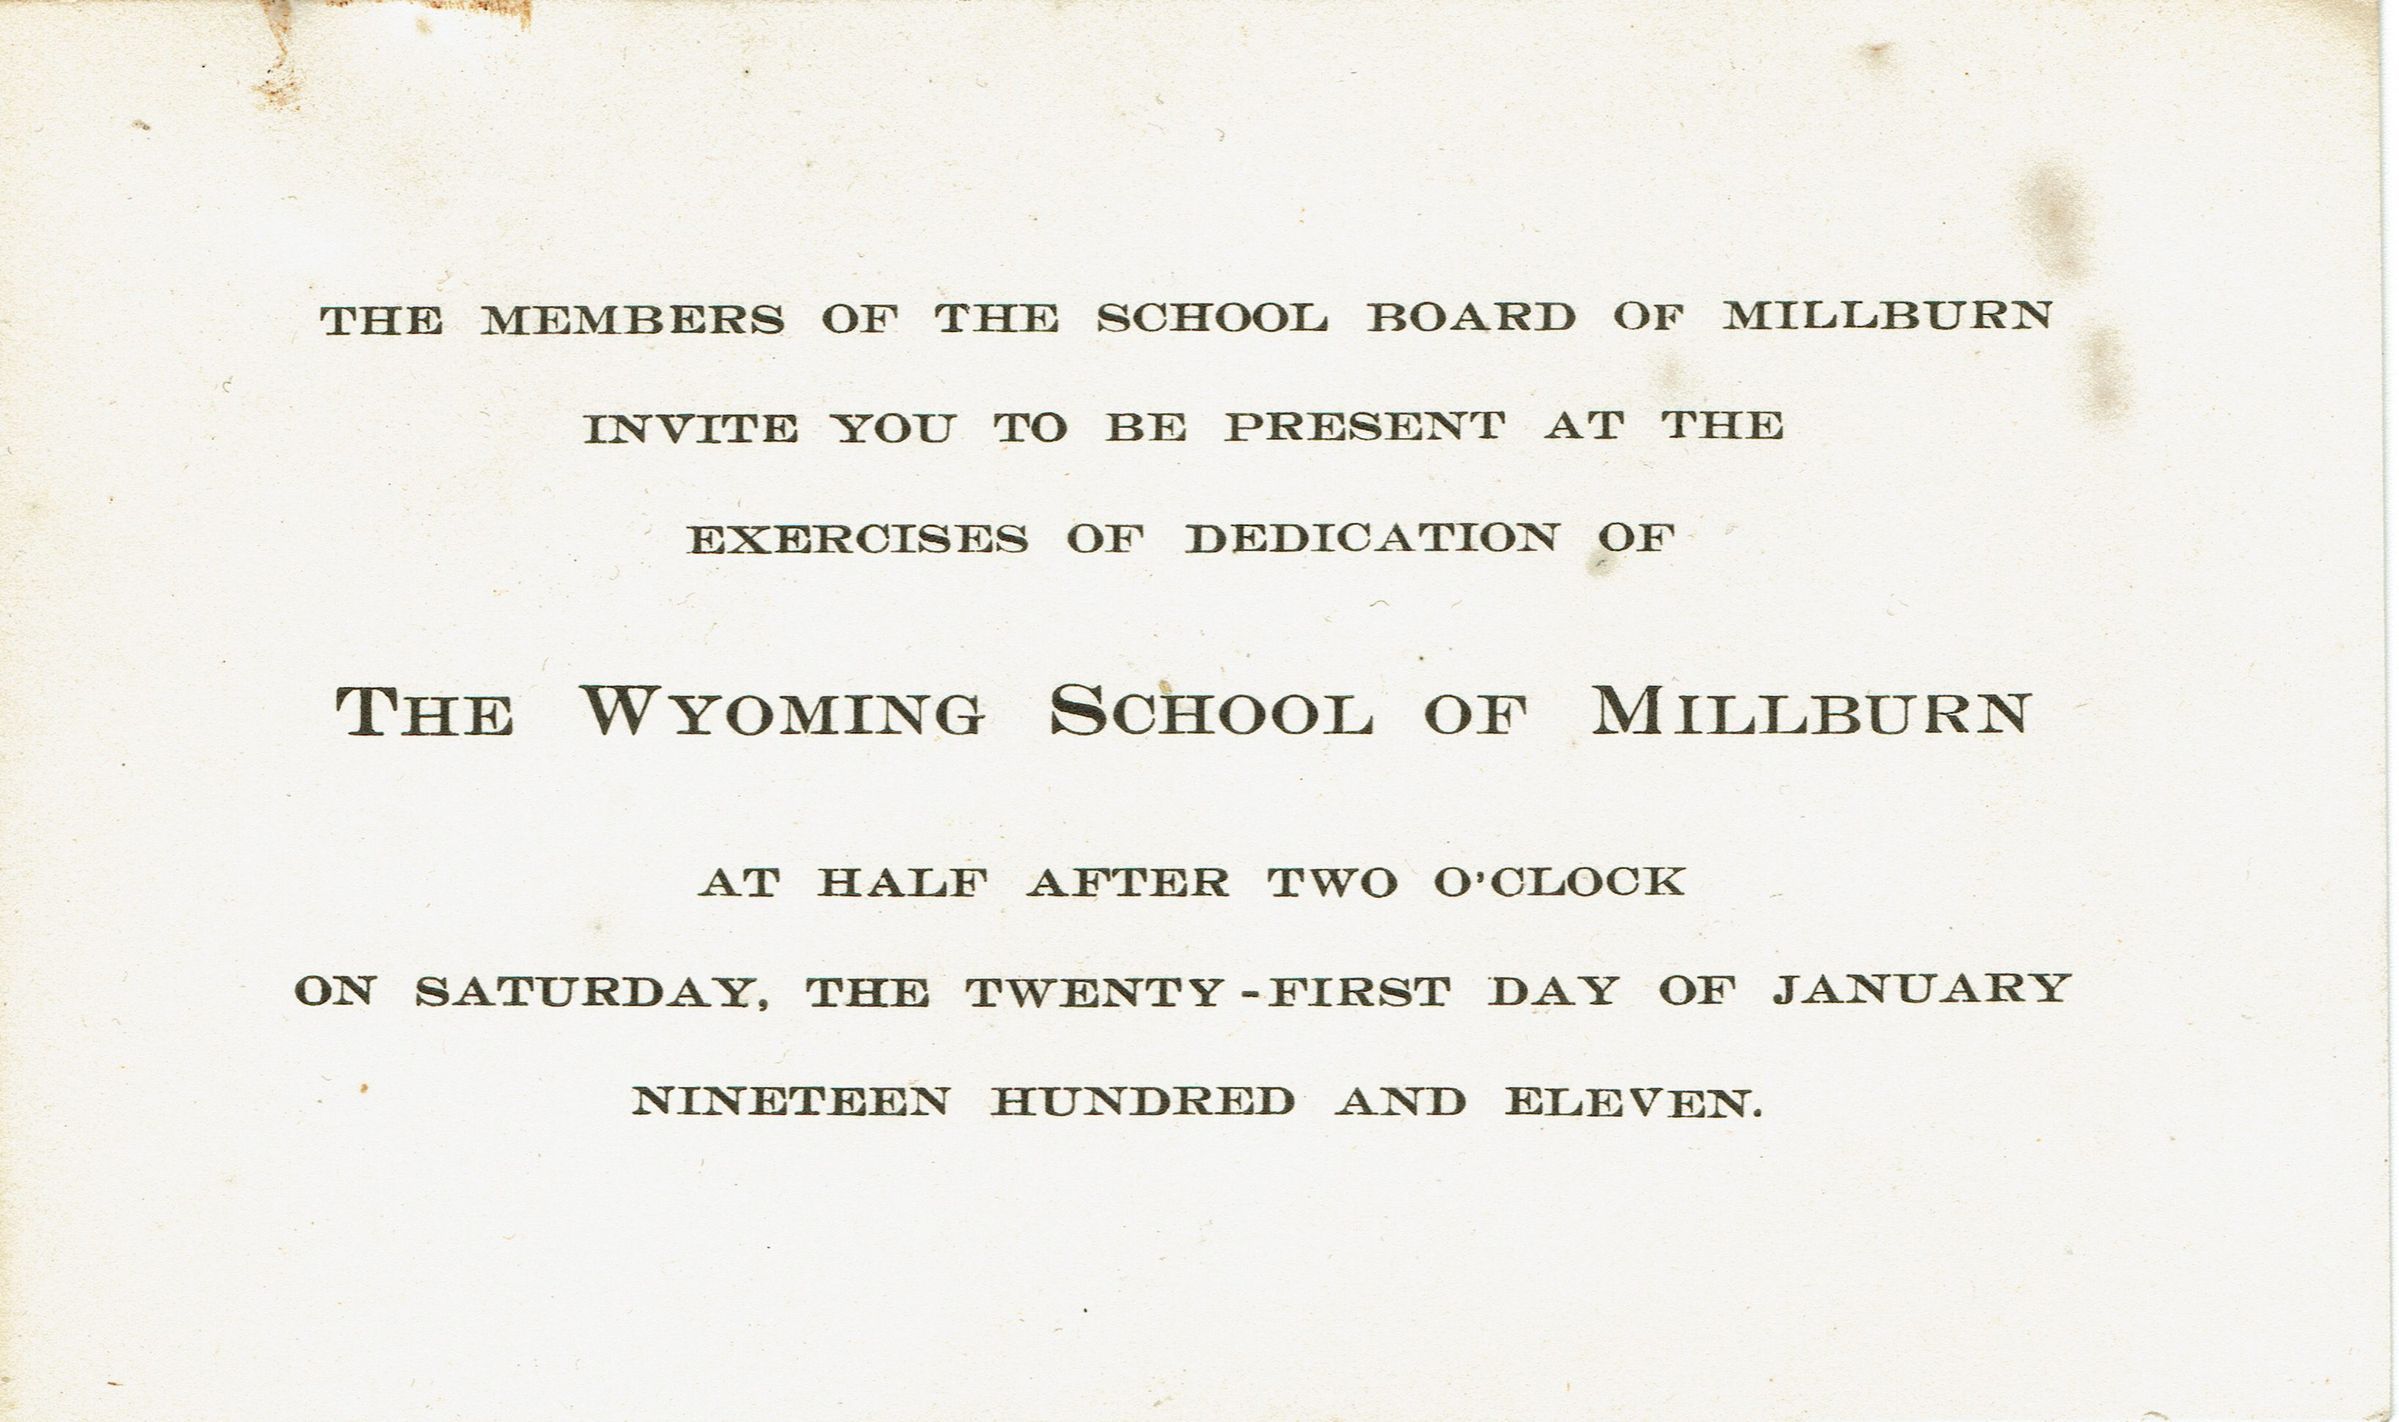 THE MEMBERS OF THE SCHOOL BOARD OF MILLBURN
INVITE YOU TO BE PRESENT AT THE
EXERCISES OF DEDICATION OF
THE WYOMING SCHOOL OF MILLBURN
AT HALF AFTER TWO O'CLOCK
ON SATURDAY, THE TWENTY-FIRST DAY OF JANUARY
NINETEEN HUNDRED AND ELEVEN.